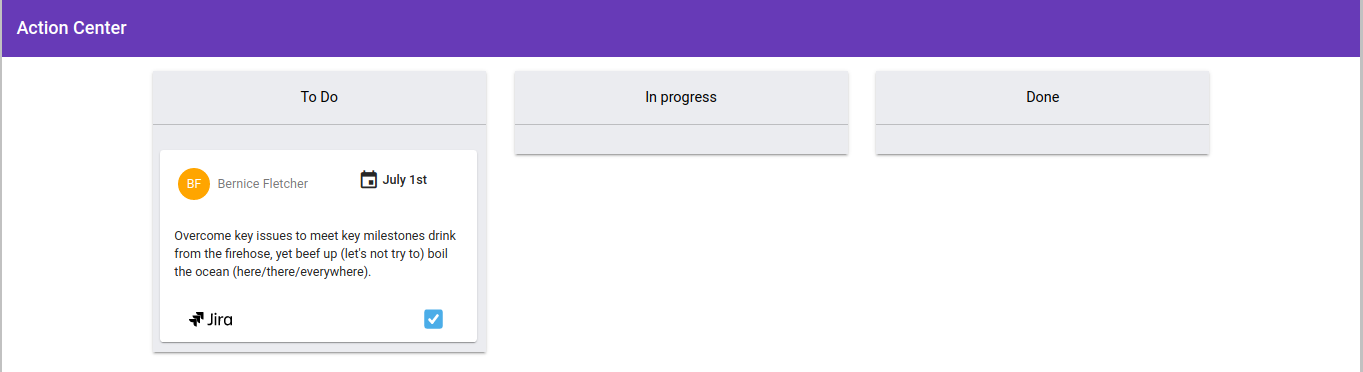 Action Center
To Do
In progress
Done
BF
Bernice Fletcher
July 1st
Overcome key issues to meet key milestones drink
from the firehose, yet beef up (let's not try to) boil
the ocean (here/there/everywhere).
Jira